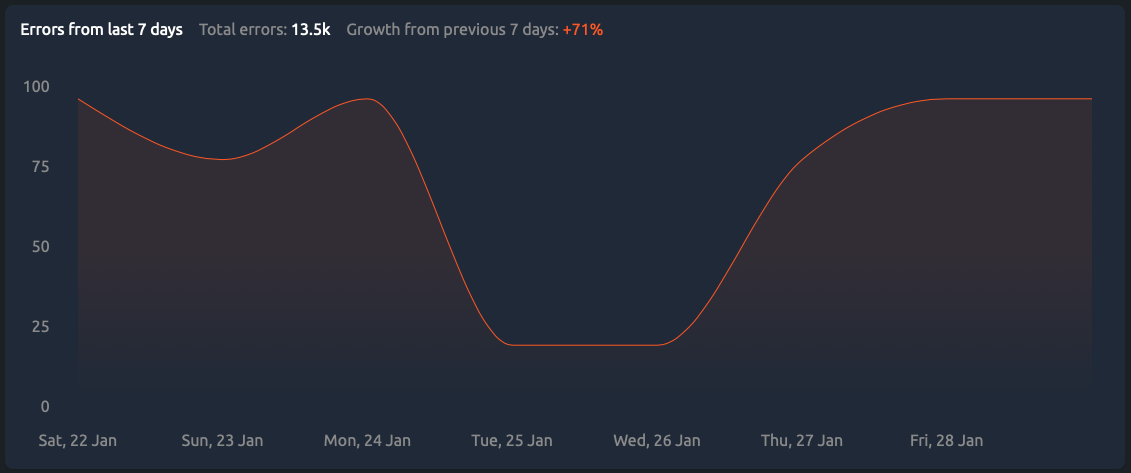 Errors from last 7 days Total errors: 13.5k Growth from previous 7 days: +71%
100
75
50
25
0
Sat, 22 Jan Sun, 23 Jan Mon, 24 Jan Tue, 25 Jan Wed, 26 Jan Thu, 27 Jan Fri, 28 Jan